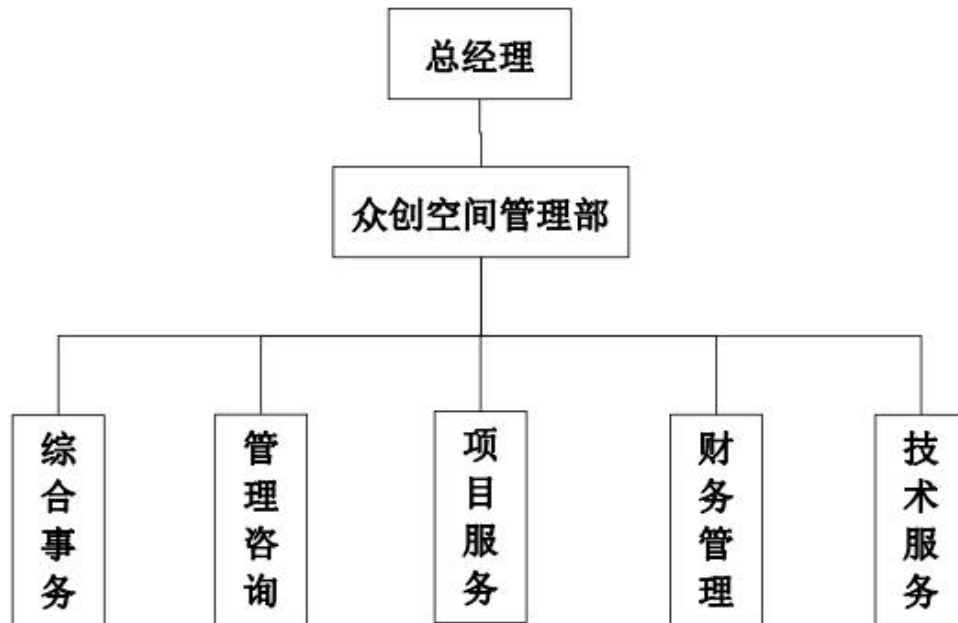 总经理
众创空间管理部
综合事务
管理咨询
项目服务
财务管理
技术服务